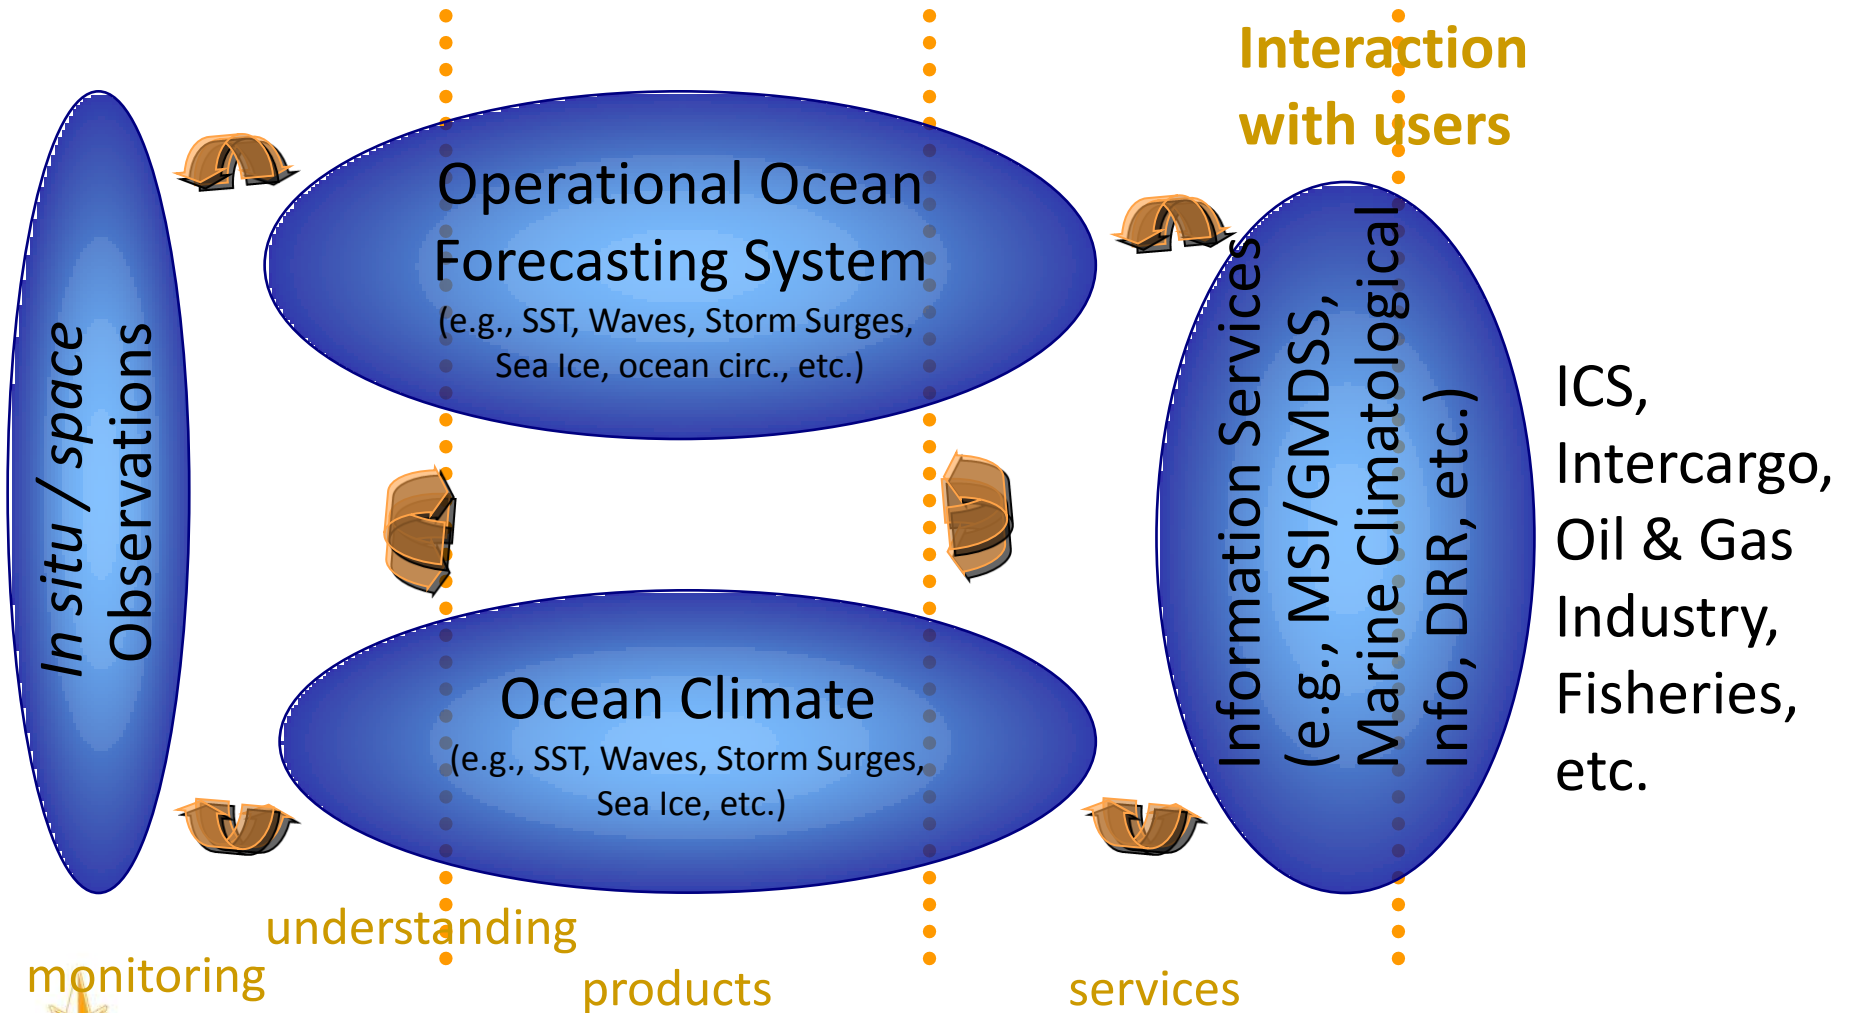 Interaction
with users
In situ / space
Observations
Operational Ocean
Forecasting System
(e.g., SST, Waves, Storm Surges,
Sea Ice, ocean circ., etc.)
Ocean Climate
(e.g., SST, Waves, Storm Surges,
Sea Ice, etc.)
Information Services
(e.g., MSI/GMDSS,
Marine Climatological
Info, DRR, etc.)
ICS,
Intercargo,
Oil & Gas
Industry,
Fisheries,
etc.
monitoring
understanding
products
services